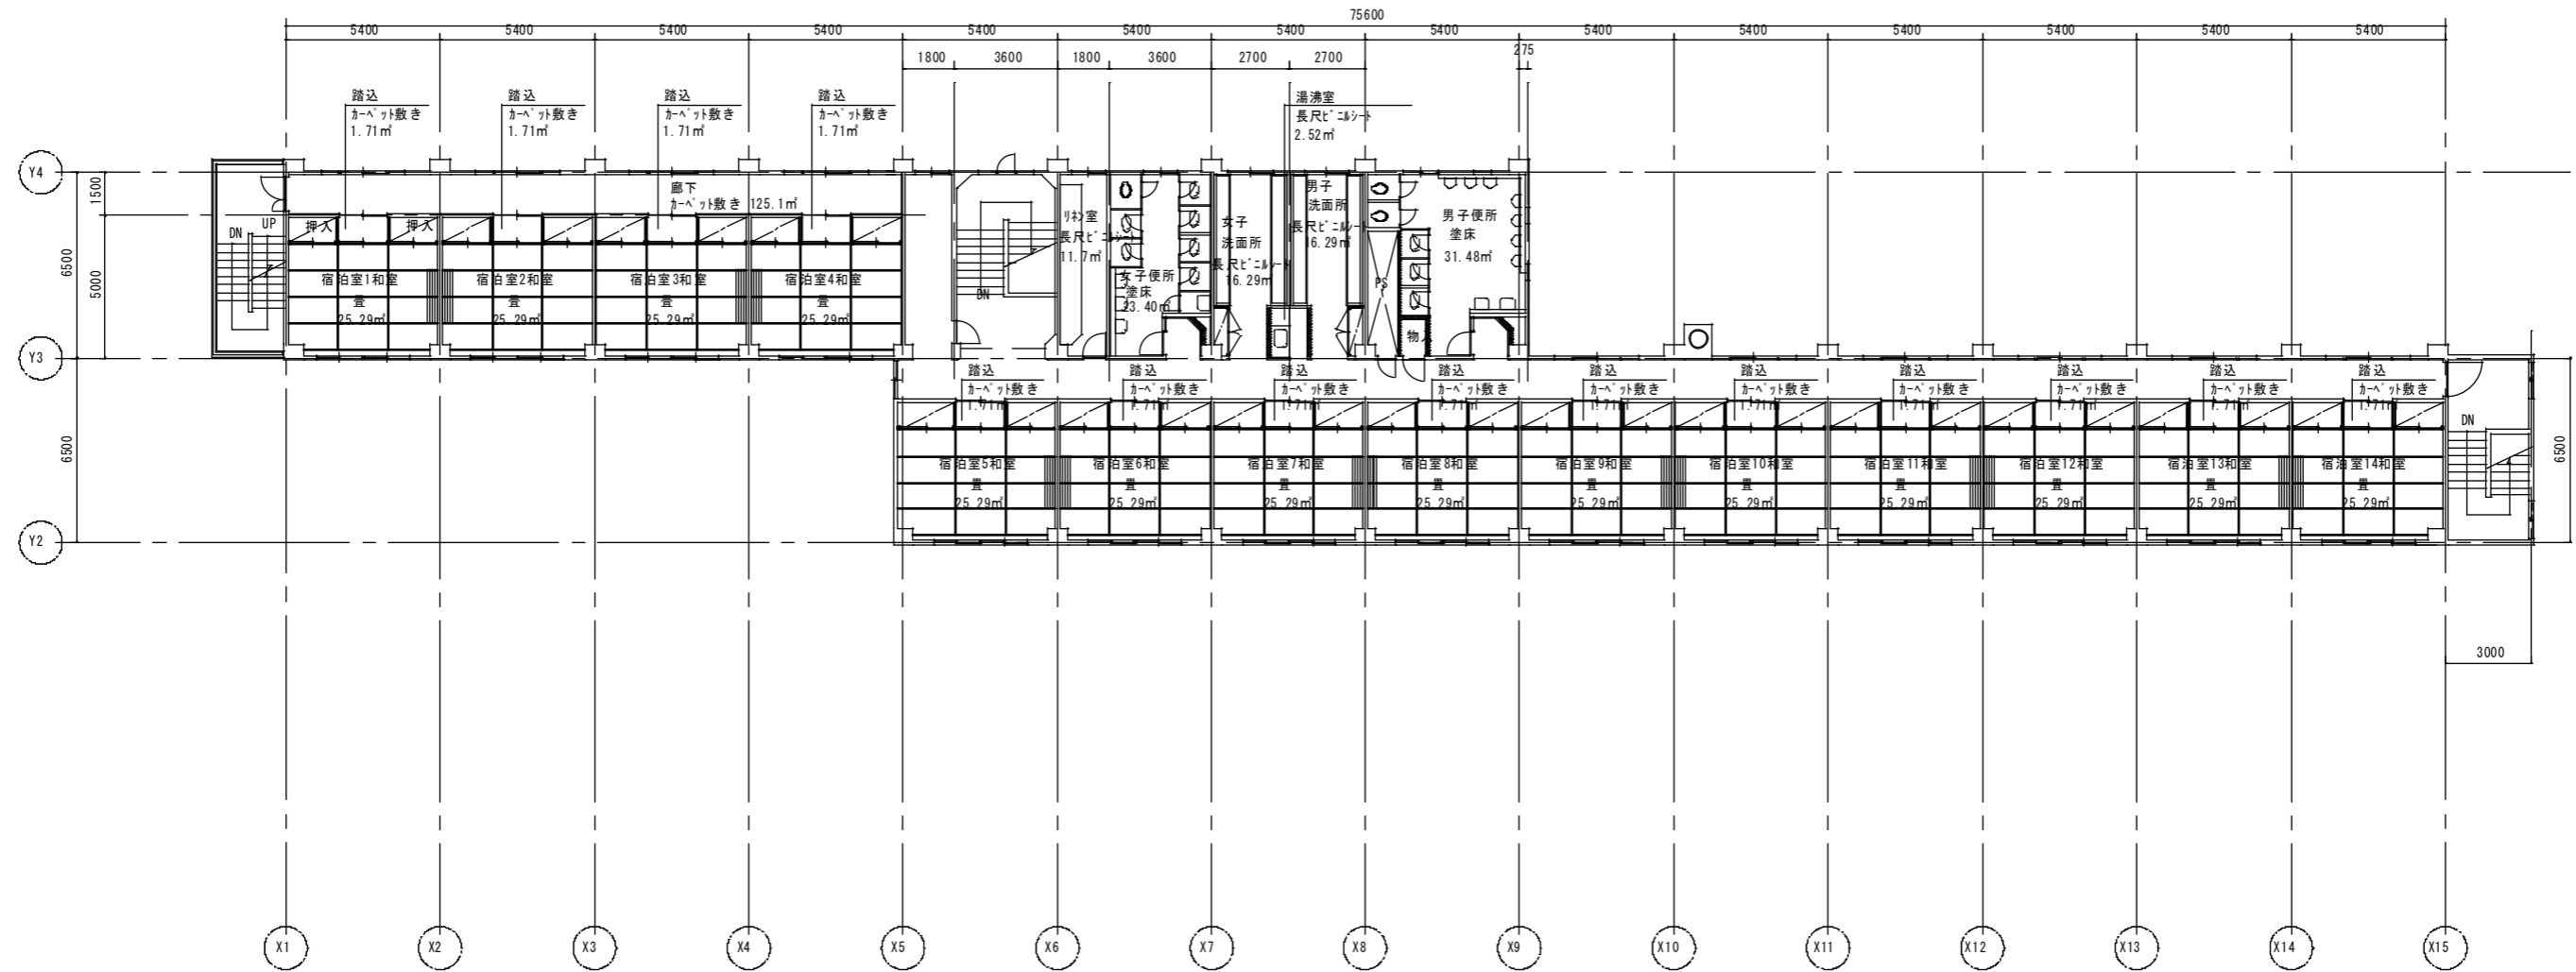 75600
5400 5400 5400 5400 5400 5400 5400 5400 5400 5400 5400 5400 5400 5400
275
1800 3600 1800 3600 2700 2700
踏込 踏込 踏込 踏込
カーペット敷き カーペット敷き カーペット敷き カーペット敷き
1.71㎡ 1.71㎡ 1.71㎡ 1.71㎡
湯沸室
長尺ビニルシート
2.52㎡
Y4
1500
6500
5000
廊下
カーペット敷き 125.1㎡
DN
UP
押入 押入
宿泊室1和室
畳
25.29㎡
宿泊室2和室
畳
25.29㎡
宿泊室3和室
畳
25.29㎡
宿泊室4和室
畳
25.29㎡
DN
リネン室
長尺ビニルシート
11.7㎡
女子便所
塗床
23.40㎡
女子
洗面所
長尺ビニルシート
16.29㎡
男子
洗面所
長尺ビニルシート
16.29㎡
PS
物入
男子便所
塗床
31.48㎡
Y3
6500
踏込 踏込 踏込 踏込 踏込 踏込 踏込 踏込 踏込 踏込
カーペット敷き カーペット敷き カーペット敷き カーペット敷き カーペット敷き カーペット敷き カーペット敷き カーペット敷き カーペット敷き カーペット敷き
1.71㎡ 1.71㎡ 1.71㎡ 1.71㎡ 1.71㎡ 1.71㎡ 1.71㎡ 1.71㎡ 1.71㎡ 1.71㎡
宿泊室5和室
畳
25.29㎡
宿泊室6和室
畳
25.29㎡
宿泊室7和室
畳
25.29㎡
宿泊室8和室
畳
25.29㎡
宿泊室9和室
畳
25.29㎡
宿泊室10和室
畳
25.29㎡
宿泊室11和室
畳
25.29㎡
宿泊室12和室
畳
25.29㎡
宿泊室13和室
畳
25.29㎡
宿泊室14和室
畳
25.29㎡
DN
6500
Y2
3000
X1 X2 X3 X4 X5 X6 X7 X8 X9 X10 X11 X12 X13 X14 X15